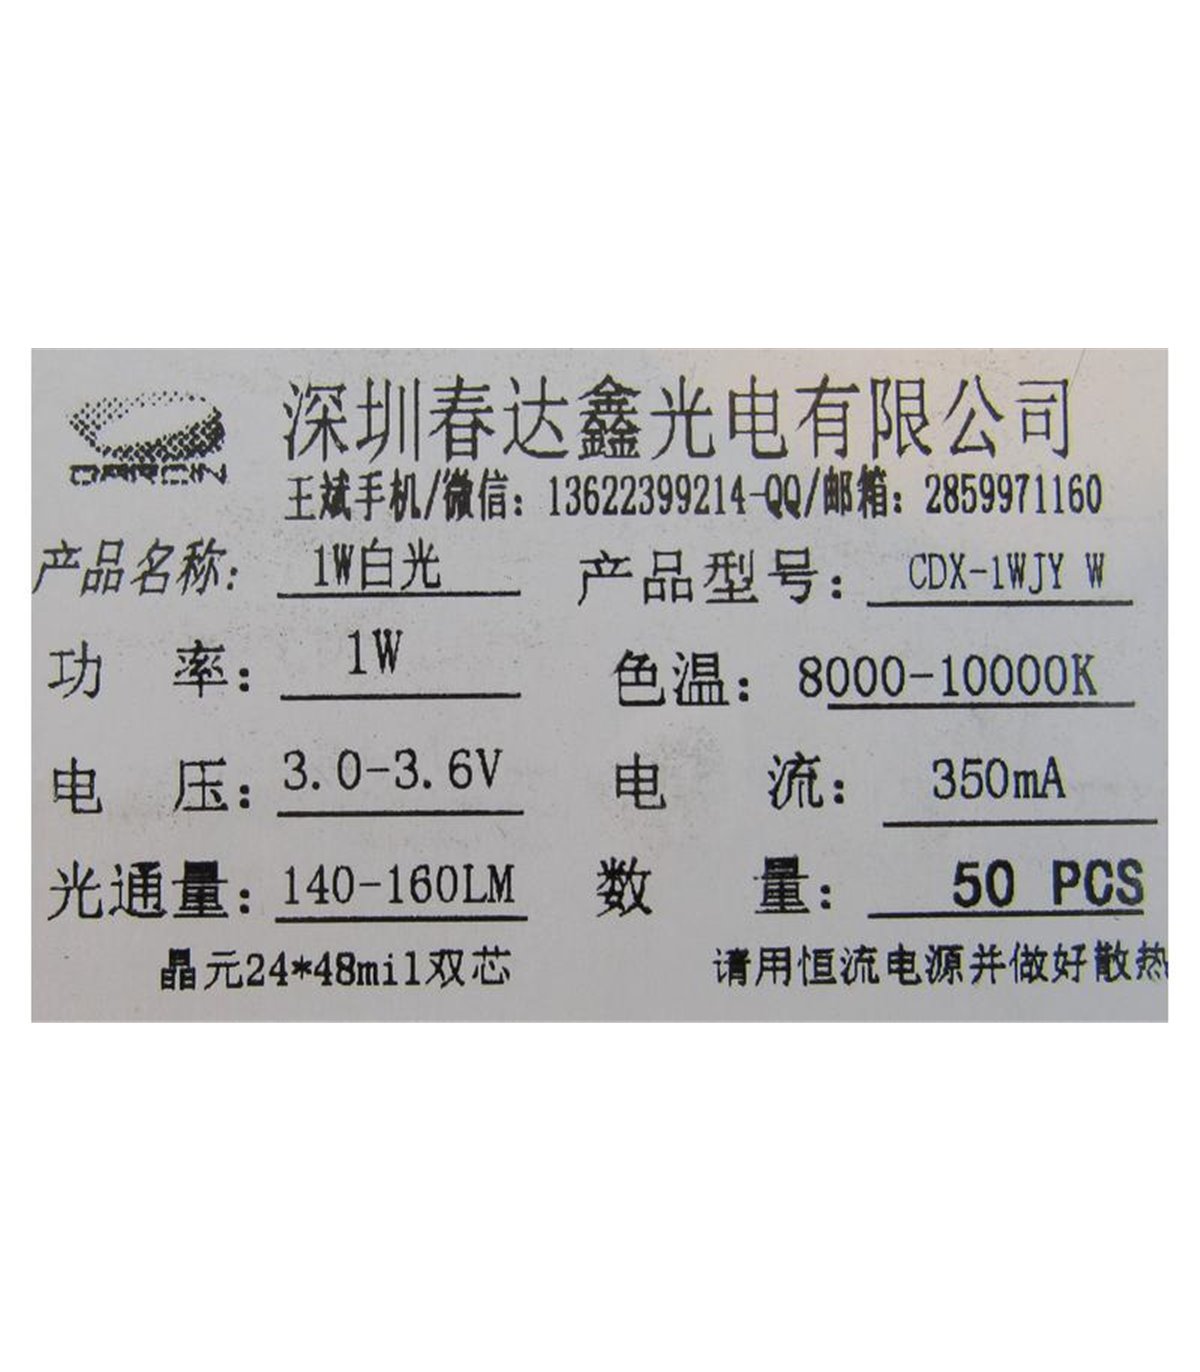 深圳春达鑫光电有限公司
王斌手机/微信：13622399214-QQ/邮箱：2859971160
产品名称：1W白光 产品型号：CDX-1WJY W
功 率：1W 色温：8000-10000K
电 压：3.0-3.6V 电 流：350mA
光通量：140-160LM 数 量：50 PCS
晶元24*48mil双芯 请用恒流电源并做好散热